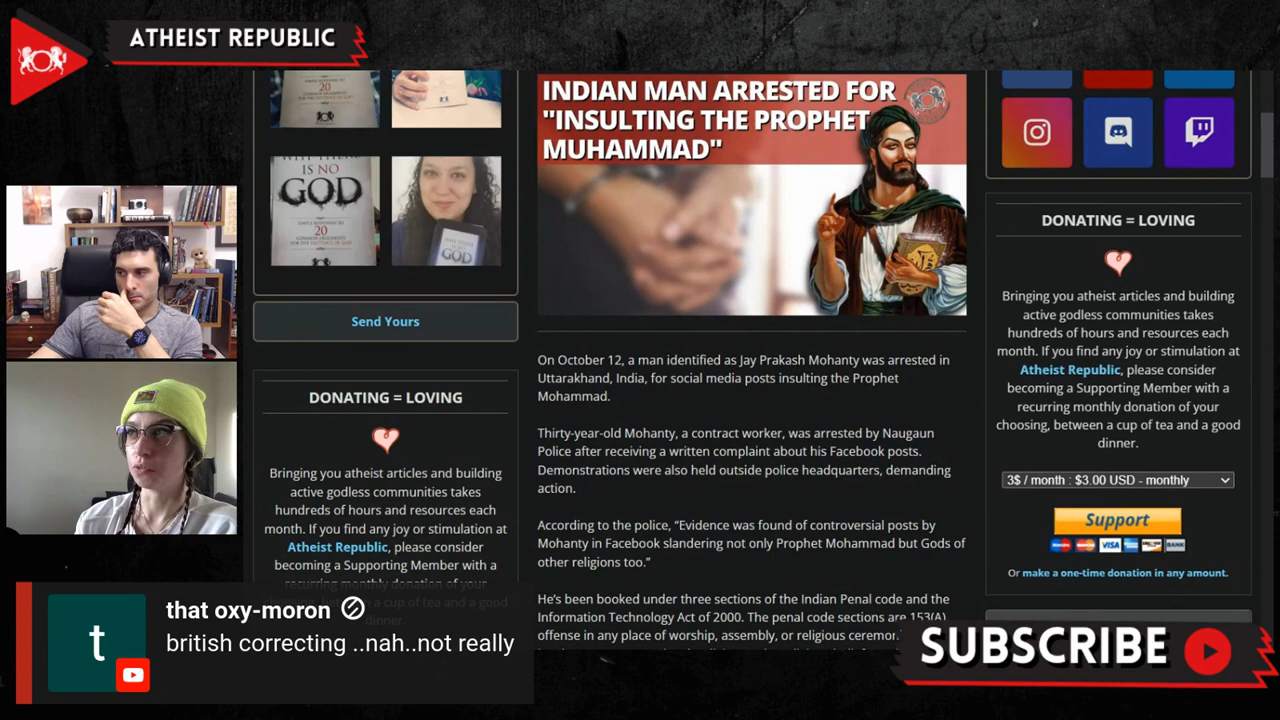 ATHEIST REPUBLIC
20
IS NO
GOD
20
GOD
Send Yours
DONATING = LOVING
Bringing you atheist articles and building
active godless communities takes
hundreds of hours and resources each
month. If you find any joy or stimulation at
Atheist Republic, please consider
becoming a Supporting Member with a
recurring monthly donation of your
that oxy-moron
british correcting ..nah..not really
t
INDIAN MAN ARRESTED FOR
"INSULTING THE PROPHET
MUHAMMAD"
On October 12, a man identified as Jay Prakash Mohanty was arrested in
Uttarakhand, India, for social media posts insulting the Prophet
Mohammad.
Thirty-year-old Mohanty, a contract worker, was arrested by Naugaun
Police after receiving a written complaint about his Facebook posts.
Demonstrations were also held outside police headquarters, demanding
action.
According to the police, “Evidence was found of controversial posts by
Mohanty in Facebook slandering not only Prophet Mohammad but Gods of
other religions too.”
He’s been booked under three sections of the Indian Penal code and the
Information Technology Act of 2000. The penal code sections are 153(A)
offense in any place of worship, assembly, or religious
DONATING = LOVING
Bringing you atheist articles and building
active godless communities takes
hundreds of hours and resources each
month. If you find any joy or stimulation at
Atheist Republic, please consider
becoming a Supporting Member with a
recurring monthly donation of your
choosing, between a cup of tea and a good
dinner.
3$ / month : $3.00 USD - monthly
Support
VISA
BANK
Or make a one-time donation in any amount.
SUBSCRIBE